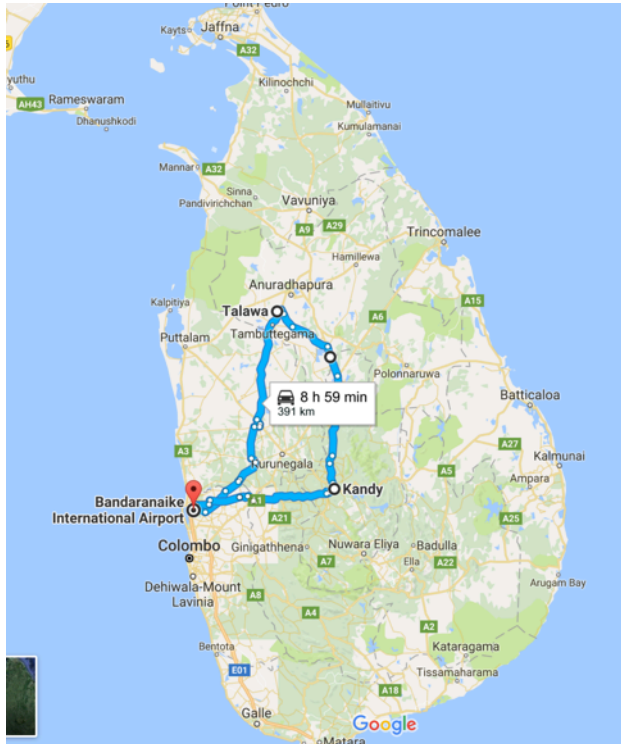 Point Pedro
Kayts
Jaffna
A32
Kilinochchi
yuthu
AH43
Rameswaram
Dhanushkodi
Mullaitivu
Kumulamanai
Mannar
A32
Sinna
Pandivirichchan
Vavuniya
A9
A29
Trincomalee
Hamillewa
Anuradhapura
Kalpitiya
Talawa
A15
A6
Puttalam
Tambuttegama
Polonnaruwa
8 h 59 min
391 km
Batticaloa
A3
A27
Kurunegala
Kalmunai
A5
Ampara
Kandy
Bandaranaike
International Airport
A1
A21
A25
Colombo
Ginigathhena
Nuwara Eliya
Badulla
A7
Ella
A22
Dehiwala-Mount
Lavinia
Arugam Bay
A8
A4
A2
Bentota
Kataragama
E01
Tissamaharama
A18
Galle
Google
Matara